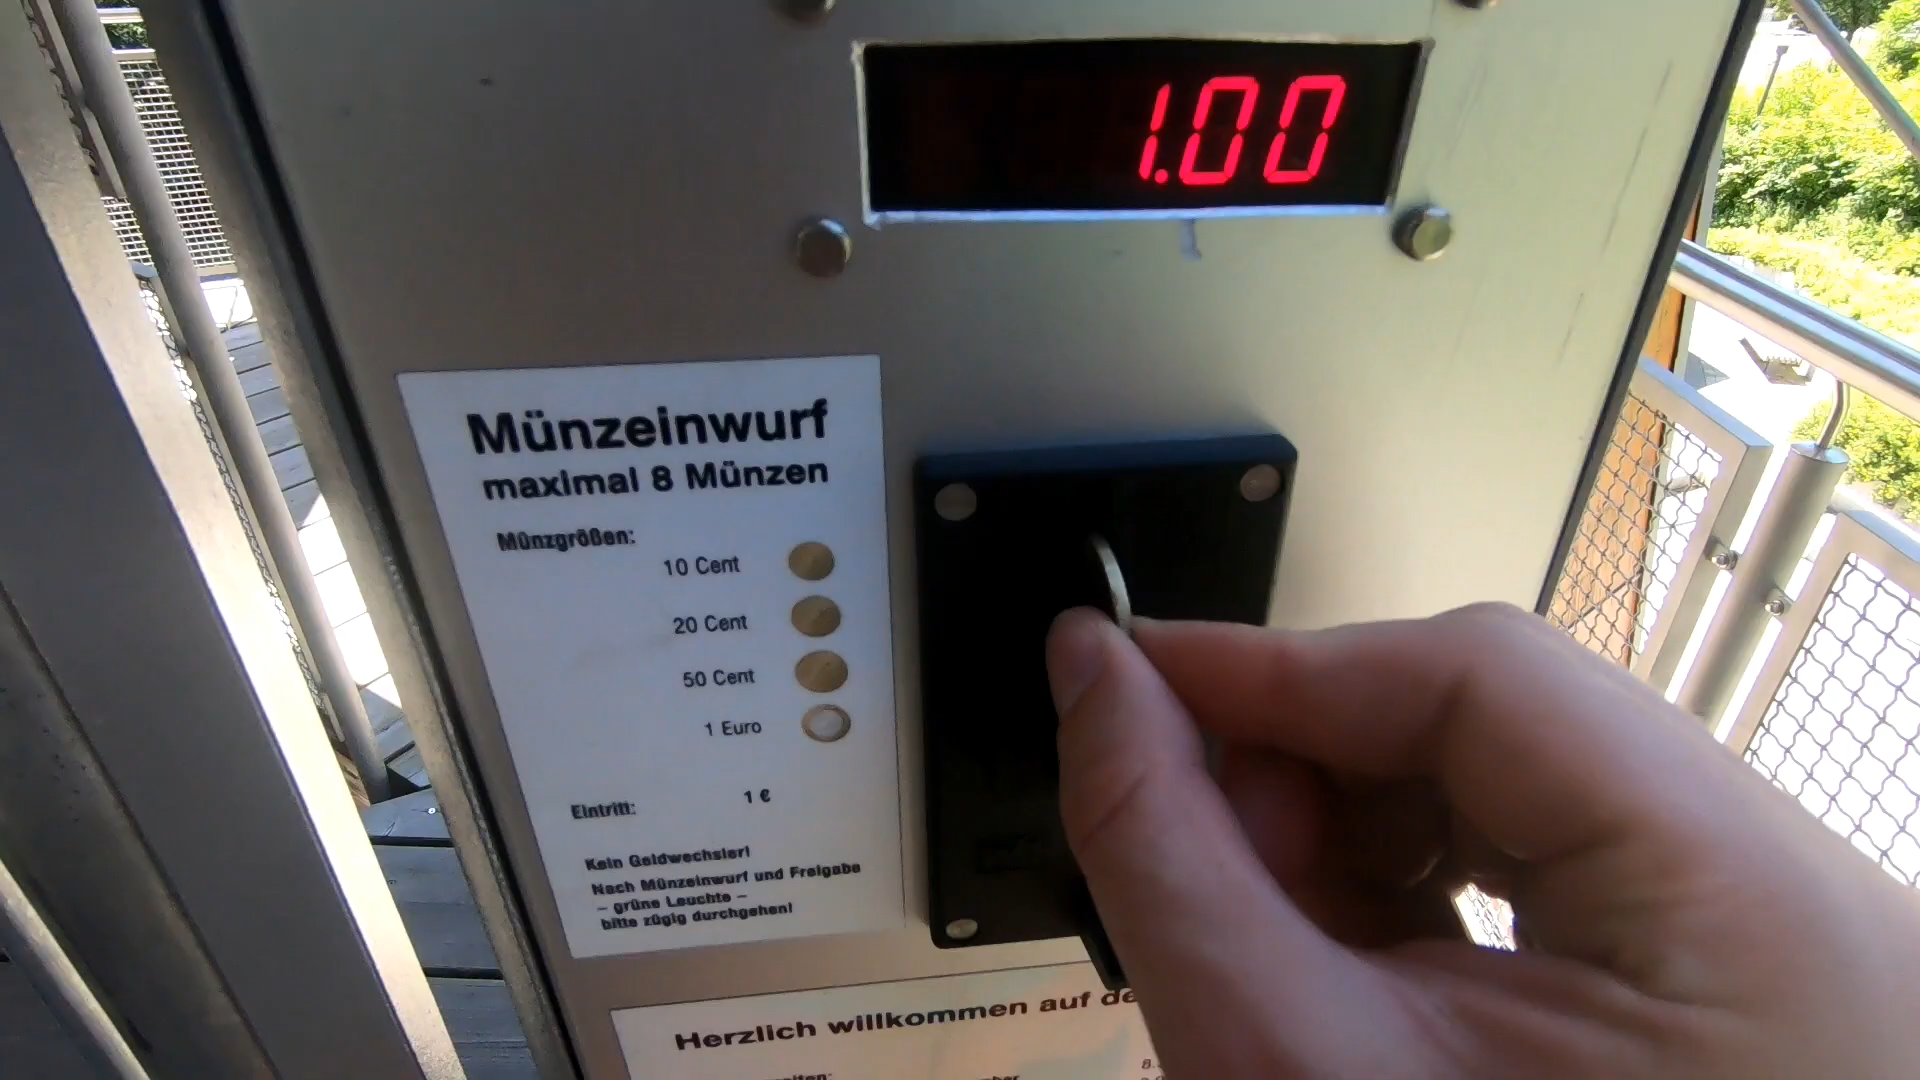 1.00
Münzeinwurf
maximal 8 Münzen
Münzgrößen:
10 Cent
20 Cent
50 Cent
1 Euro
Eintritt: 1 €
Kein Geldwechsler!
Nach Münzeinwurf und Freigabe
– grüne Leuchte –
bitte zügig durchgehen!
Herzlich willkommen auf de